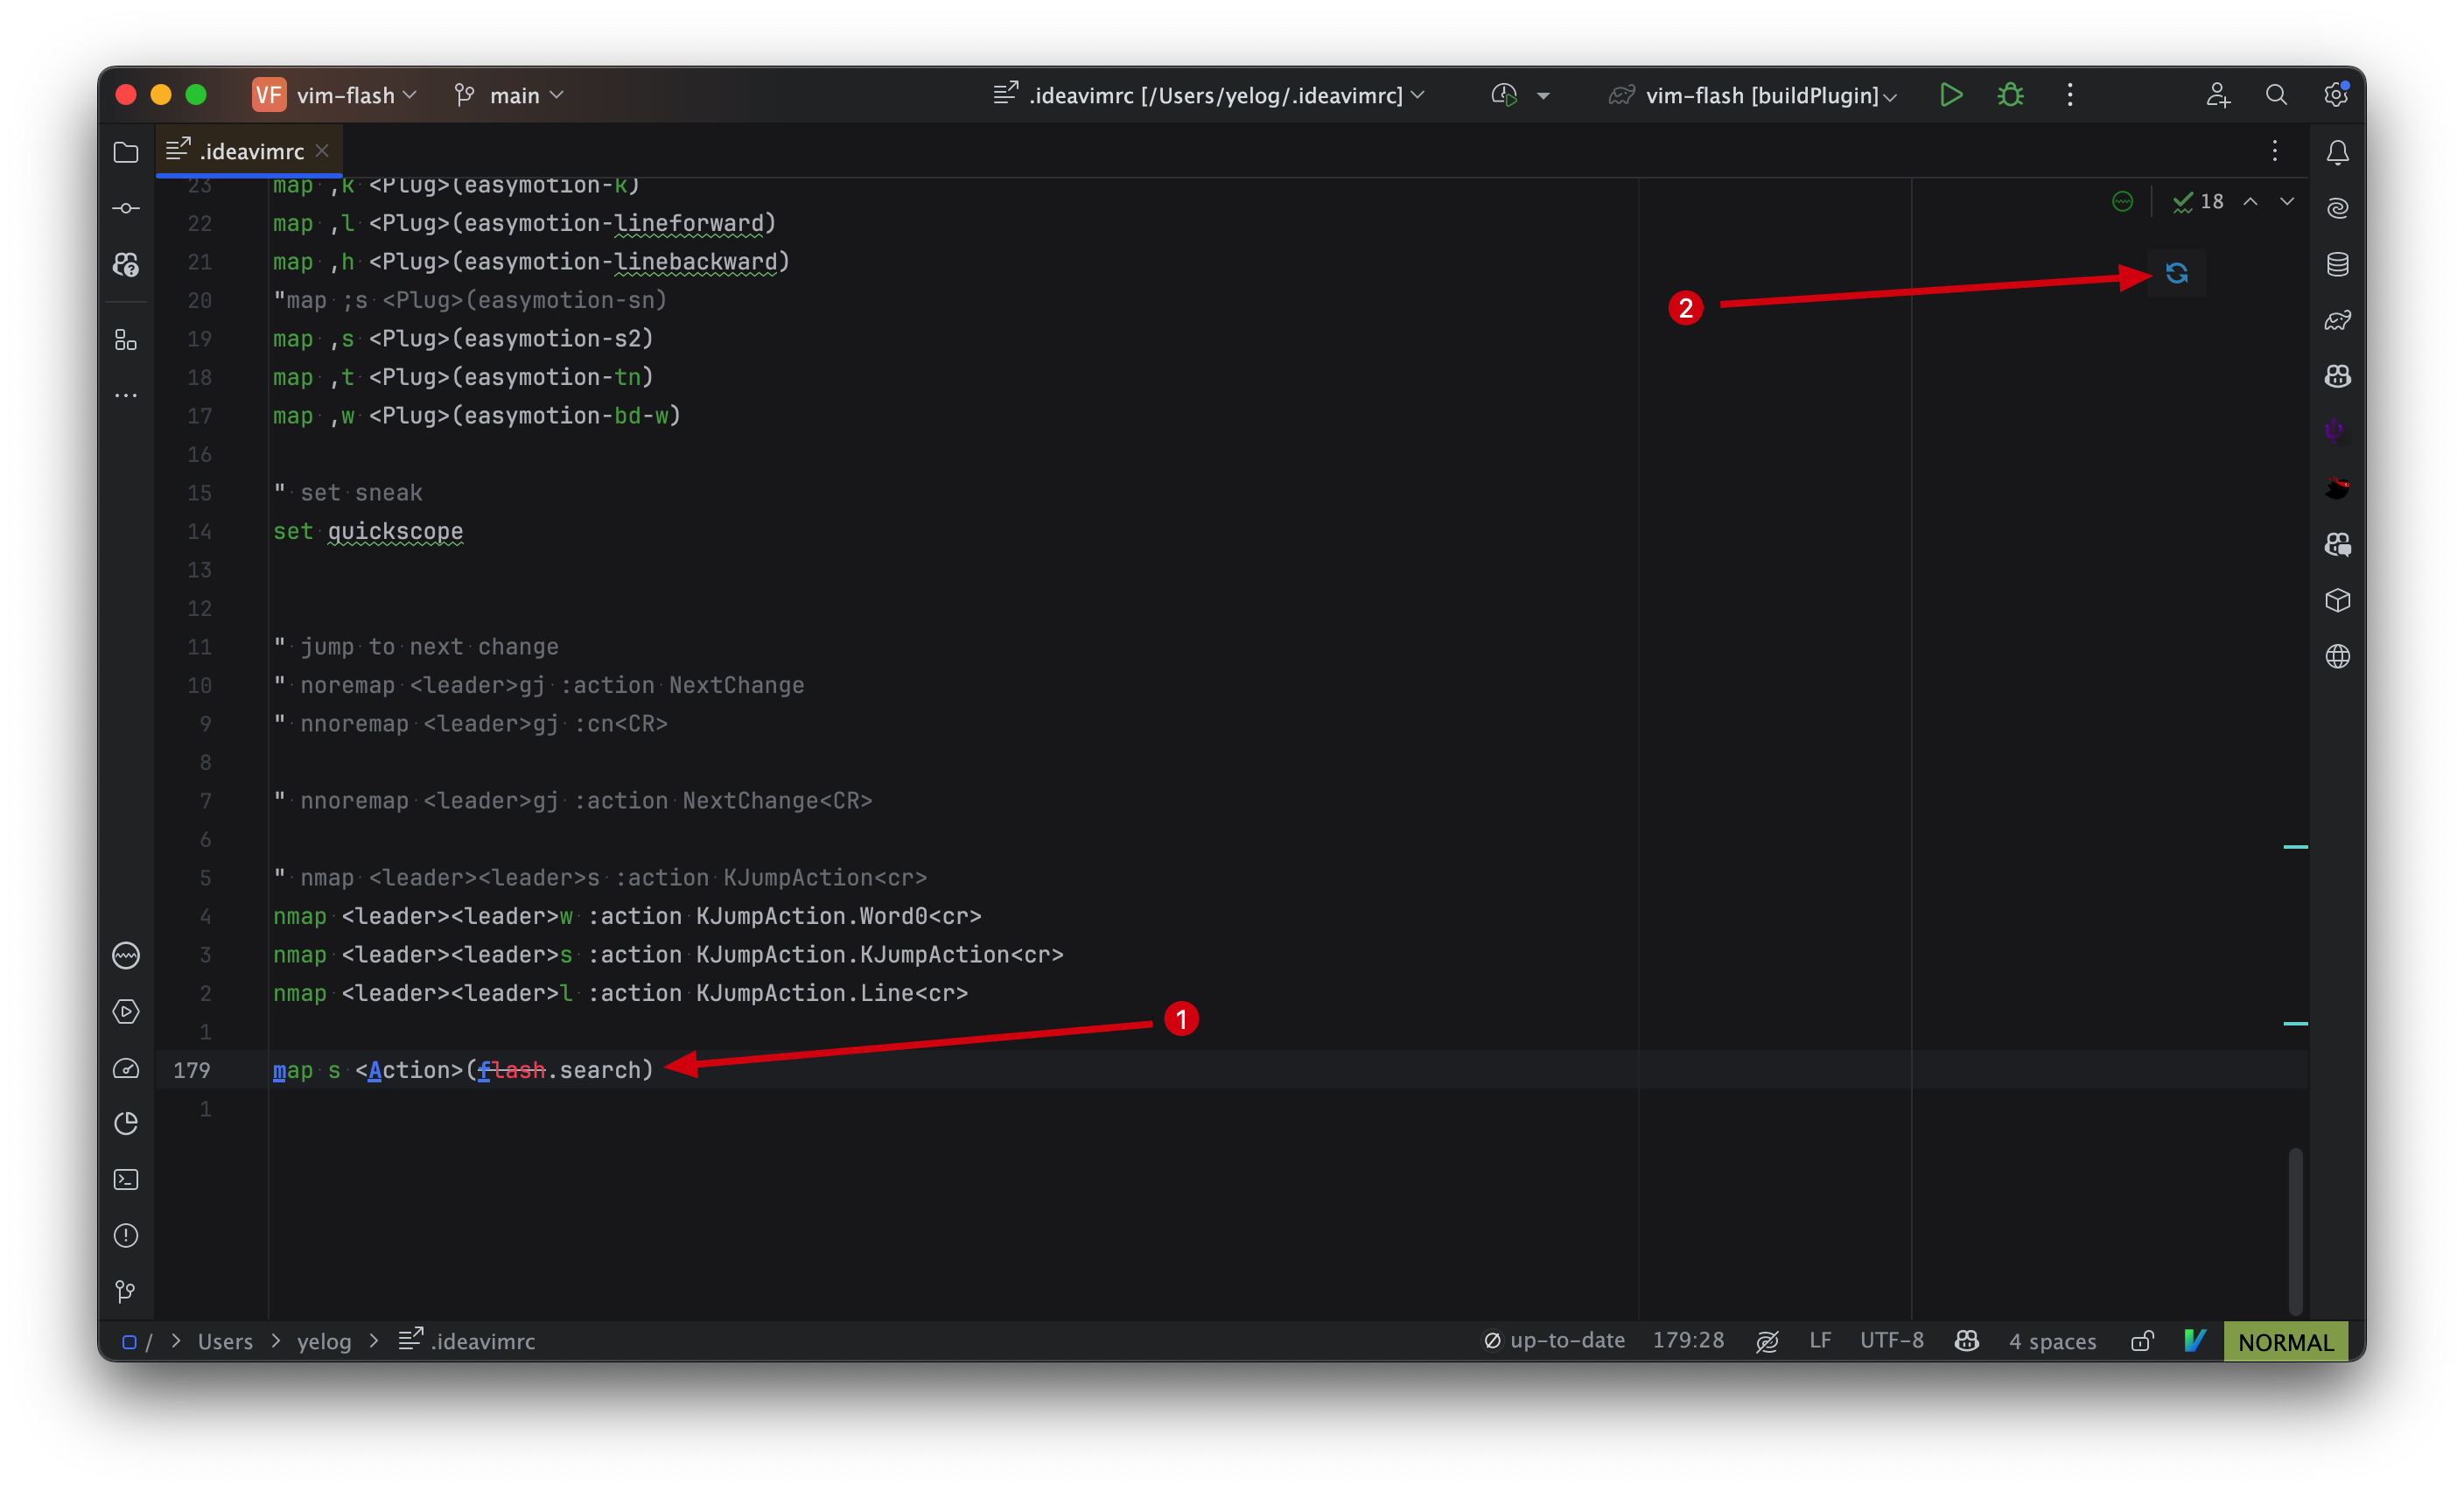 VF vim-flash main .ideavimrc [/Users/yelog/.ideavimrc] vim-flash [buildPlugin]
.ideavimrc
23 map ,k <Plug>(easymotion-k)
18
22 map ,l <Plug>(easymotion-lineforward)
21 map ,h <Plug>(easymotion-linebackward)
20 "map ;s <Plug>(easymotion-sn)
2
19 map ,s <Plug>(easymotion-s2)
18 map ,t <Plug>(easymotion-tn)
17 map ,w <Plug>(easymotion-bd-w)
16
15 " set sneak
14 set quickscope
13
12
11 " jump to next change
10 " noremap <leader>gj :action NextChange
9 " nnoremap <leader>gj :cn<CR>
8
7 " nnoremap <leader>gj :action NextChange<CR>
6
5 " nmap <leader><leader>s :action KJumpAction<cr>
4 nmap <leader><leader>w :action KJumpAction.Word0<cr>
3 nmap <leader><leader>s :action KJumpAction.KJumpAction<cr>
2 nmap <leader><leader>l :action KJumpAction.Line<cr>
1
1
179 map s <Action>(flash.search)
1
/ > Users > yelog > .ideavimrc up-to-date 179:28 LF UTF-8 4 spaces NORMAL